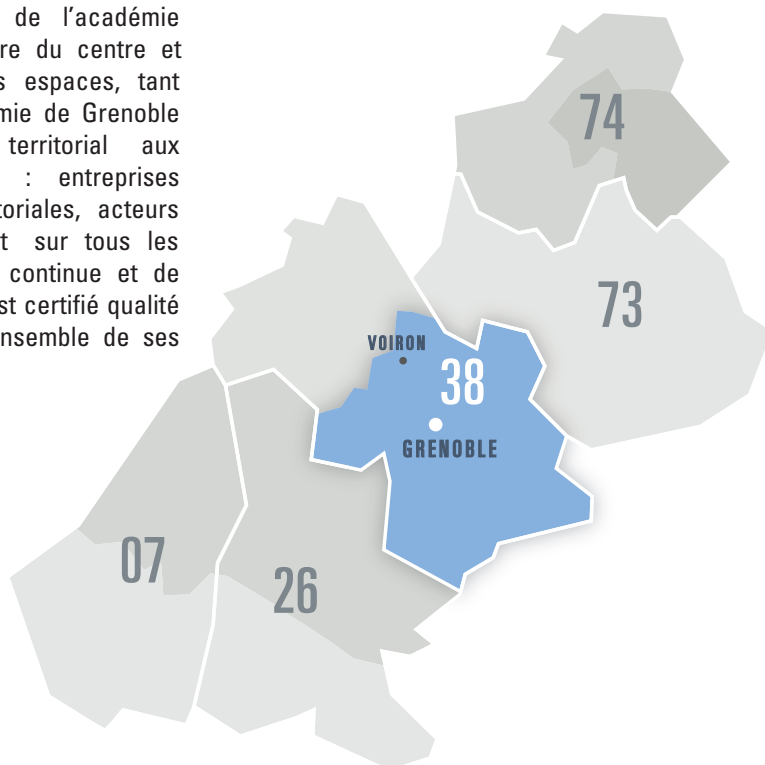 de l'académie
re du centre et
s espaces, tant
mie de Grenoble
territorial aux
: entreprises
toriales, acteurs
t sur tous les
continue et de
st certifié qualité
nsemble de ses
74
73
VOIRON
38
GRENOBLE
07
26